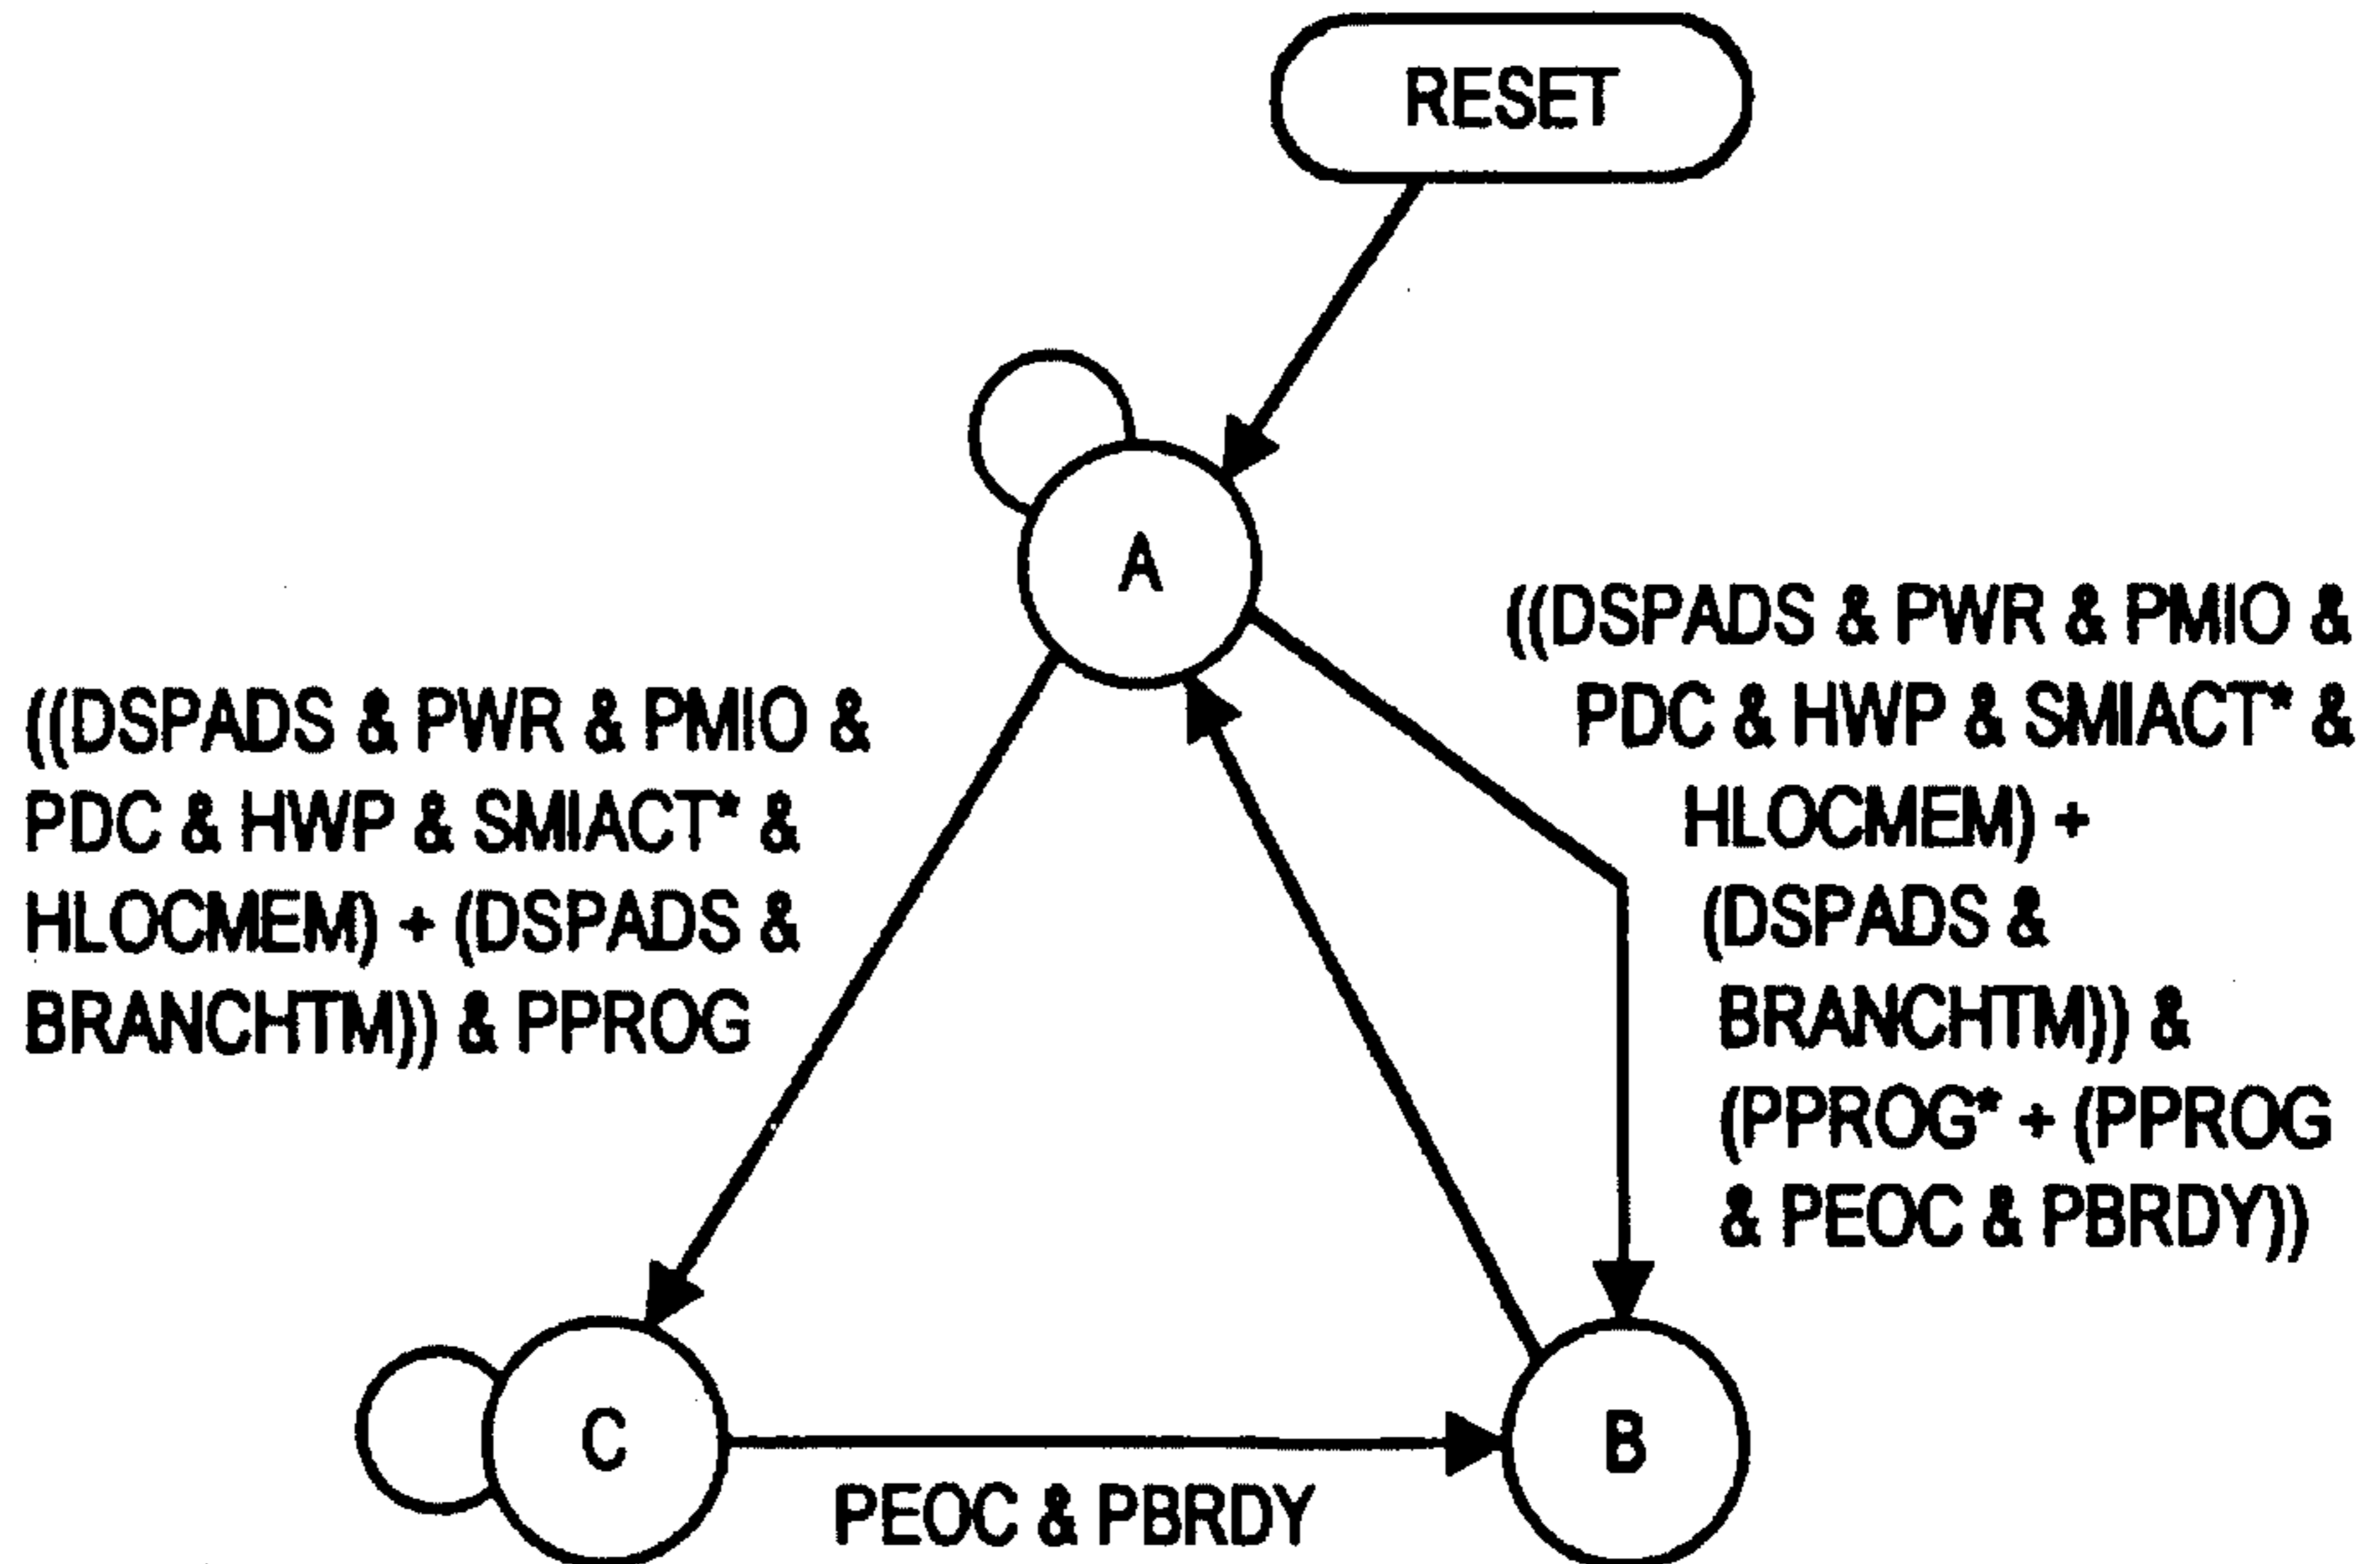 RESET
A
((DSPADS & PWR & PMIO &
PDC & HWP & SMIACT* &
HLOCMEM) + (DSPADS &
BRANCHTM)) & PPROG
((DSPADS & PWR & PMIO &
PDC & HWP & SMIACT* &
HLOCMEM) +
(DSPADS &
BRANCHTM)) &
(PPROG* + (PPROG
& PEOC & PBRDY))
C
PEOC & PBRDY
B